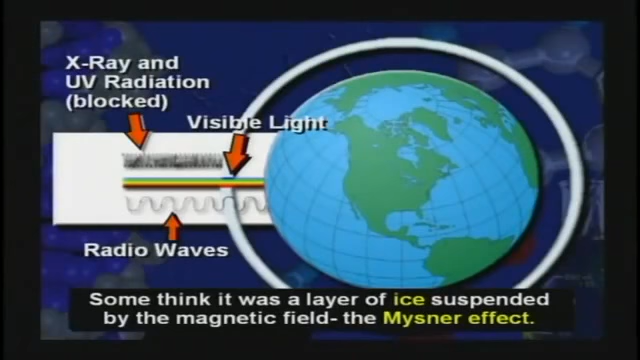 X-Ray and
UV Radiation
(blocked)
Visible Light
Radio Waves
Some think it was a layer of ice suspended
by the magnetic field- the Mysner effect.